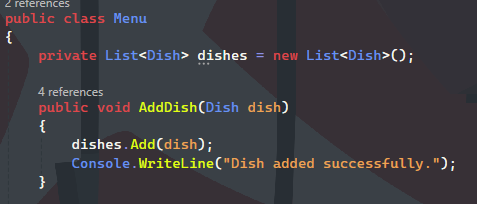 2 references
public class Menu
{
    private List<Dish> dishes = new List<Dish>();
    4 references
    public void AddDish(Dish dish)
    {
        dishes.Add(dish);
        Console.WriteLine("Dish added successfully.");
    }